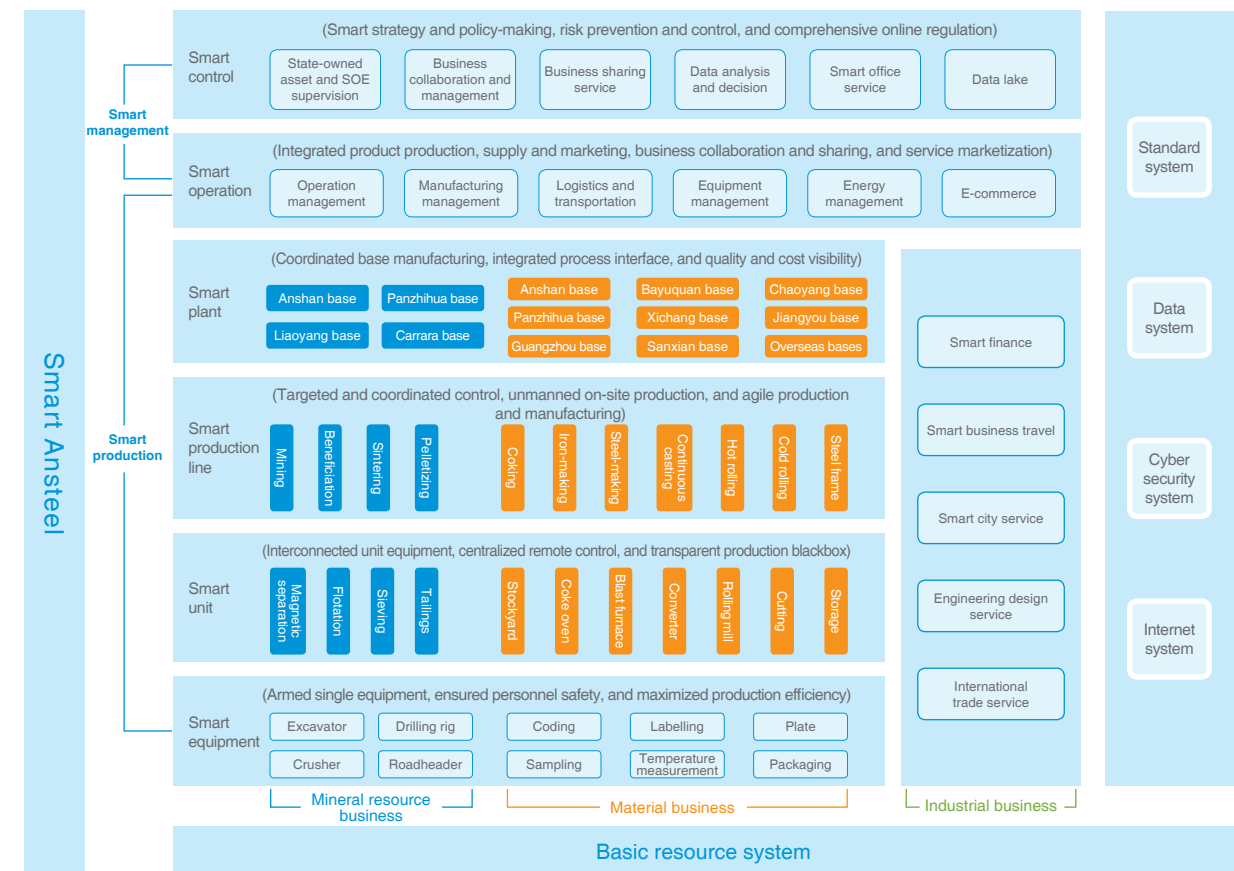 Smart Ansteel
Smart
management
Smart
production
Smart
control
(Smart strategy and policy-making, risk prevention and control, and comprehensive online regulation)
State-owned
asset and SOE
supervision
Business
collaboration and
management
Business sharing
service
Data analysis
and decision
Smart office
service
Data lake
Smart
operation
(Integrated product production, supply and marketing, business collaboration and sharing, and service marketization)
Operation
management
Manufacturing
management
Logistics and
transportation
Equipment
management
Energy
management
E-commerce
Smart
plant
(Coordinated base manufacturing, integrated process interface, and quality and cost visibility)
Anshan base
Panzhihua base
Liaoyang base
Carrara base
Anshan base
Bayuquan base
Chaoyang base
Panzhihua base
Xichang base
Jiangyou base
Guangzhou base
Sanxian base
Overseas bases
Smart
production
line
(Targeted and coordinated control, unmanned on-site production, and agile production
and manufacturing)
Mining
Beneficiation
Sintering
Pelletizing
Coking
Iron-making
Steel-making
Continuous
casting
Hot rolling
Cold rolling
Steel frame
Smart
unit
(Interconnected unit equipment, centralized remote control, and transparent production blackbox)
Magnetic
separation
Flotation
Sieving
Tailings
Stockyard
Coke oven
Blast furnace
Converter
Rolling mill
Cutting
Storage
Smart
equipment
(Armed single equipment, ensured personnel safety, and maximized production efficiency)
Excavator
Drilling rig
Coding
Labelling
Plate
Crusher
Roadheader
Sampling
Temperature
measurement
Packaging
Smart finance
Smart business travel
Smart city service
Engineering design
service
International
trade service
Mineral resource
business
Material business
Industrial business
Standard
system
Data
system
Cyber
security
system
Internet
system
Basic resource system